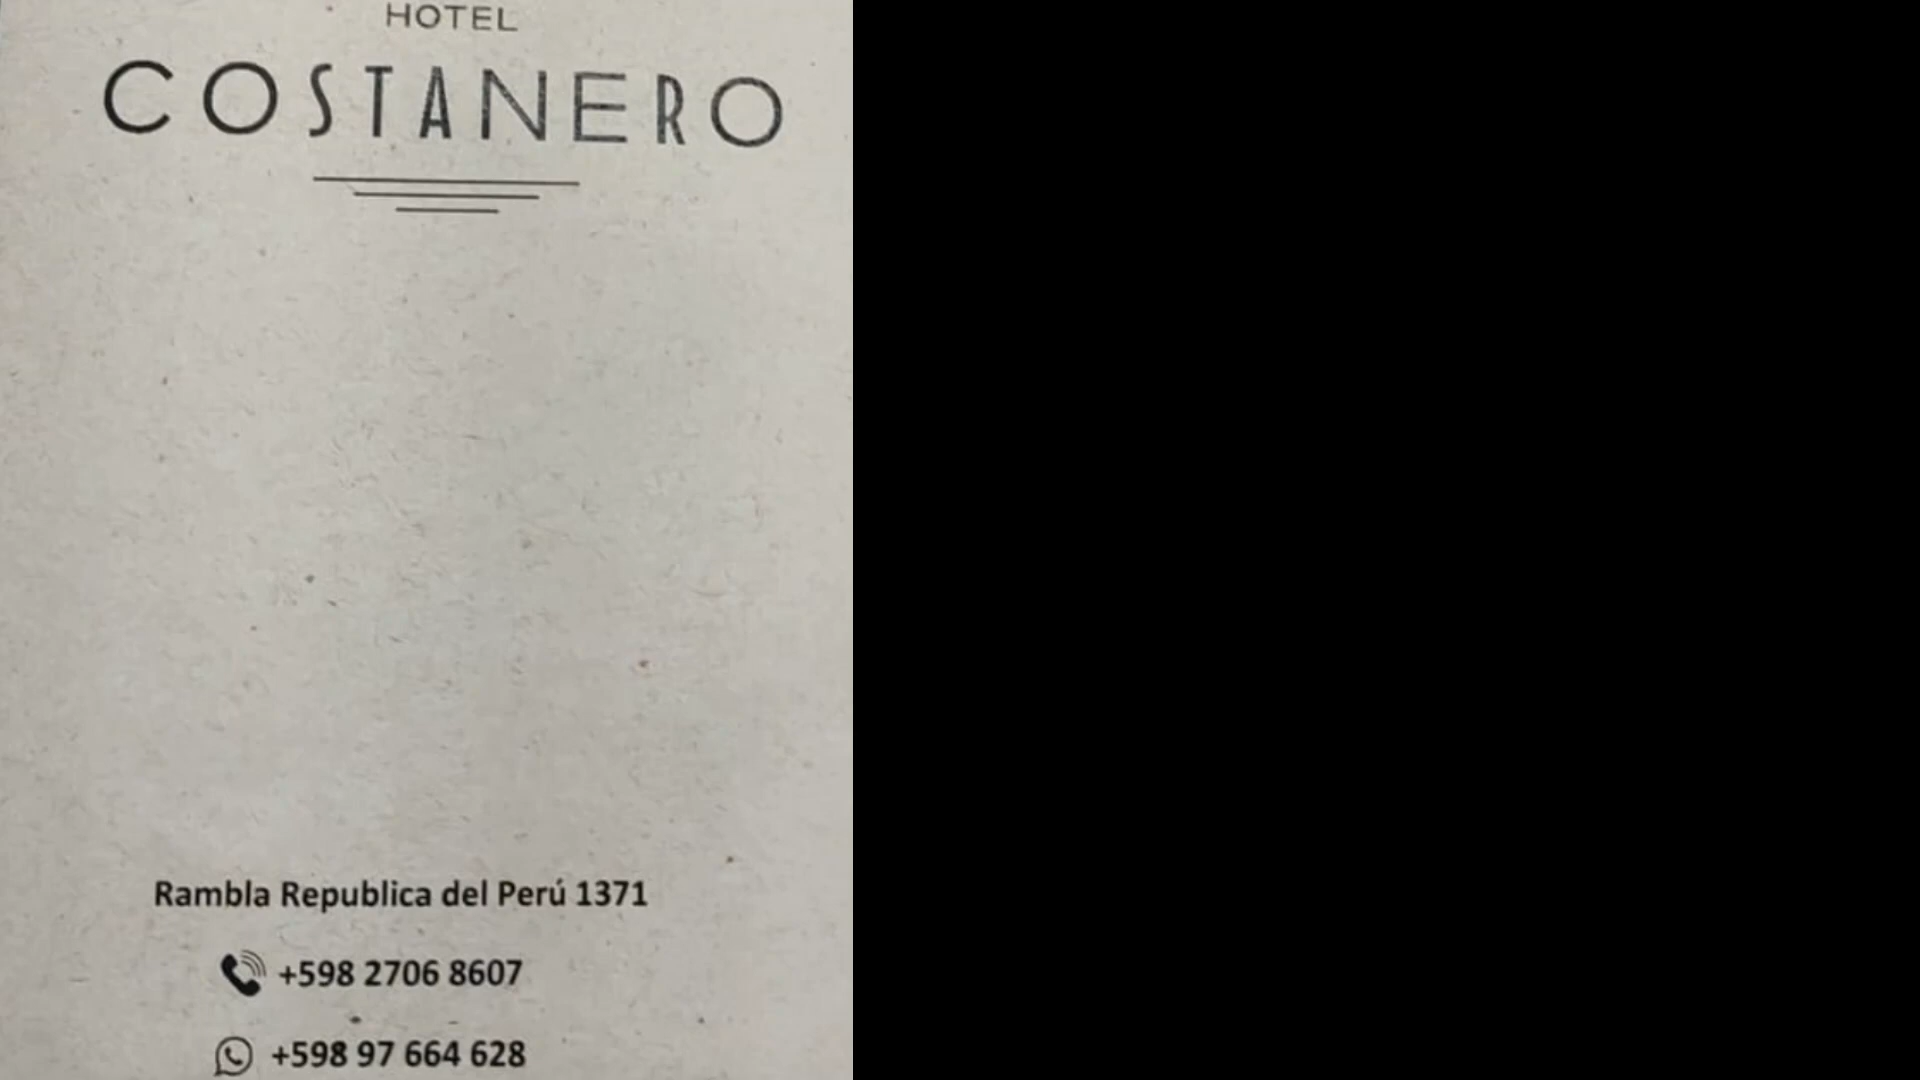 HOTEL
COSTANERO
Rambla Republica del Perú 1371
+598 2706 8607
+598 97 664 628